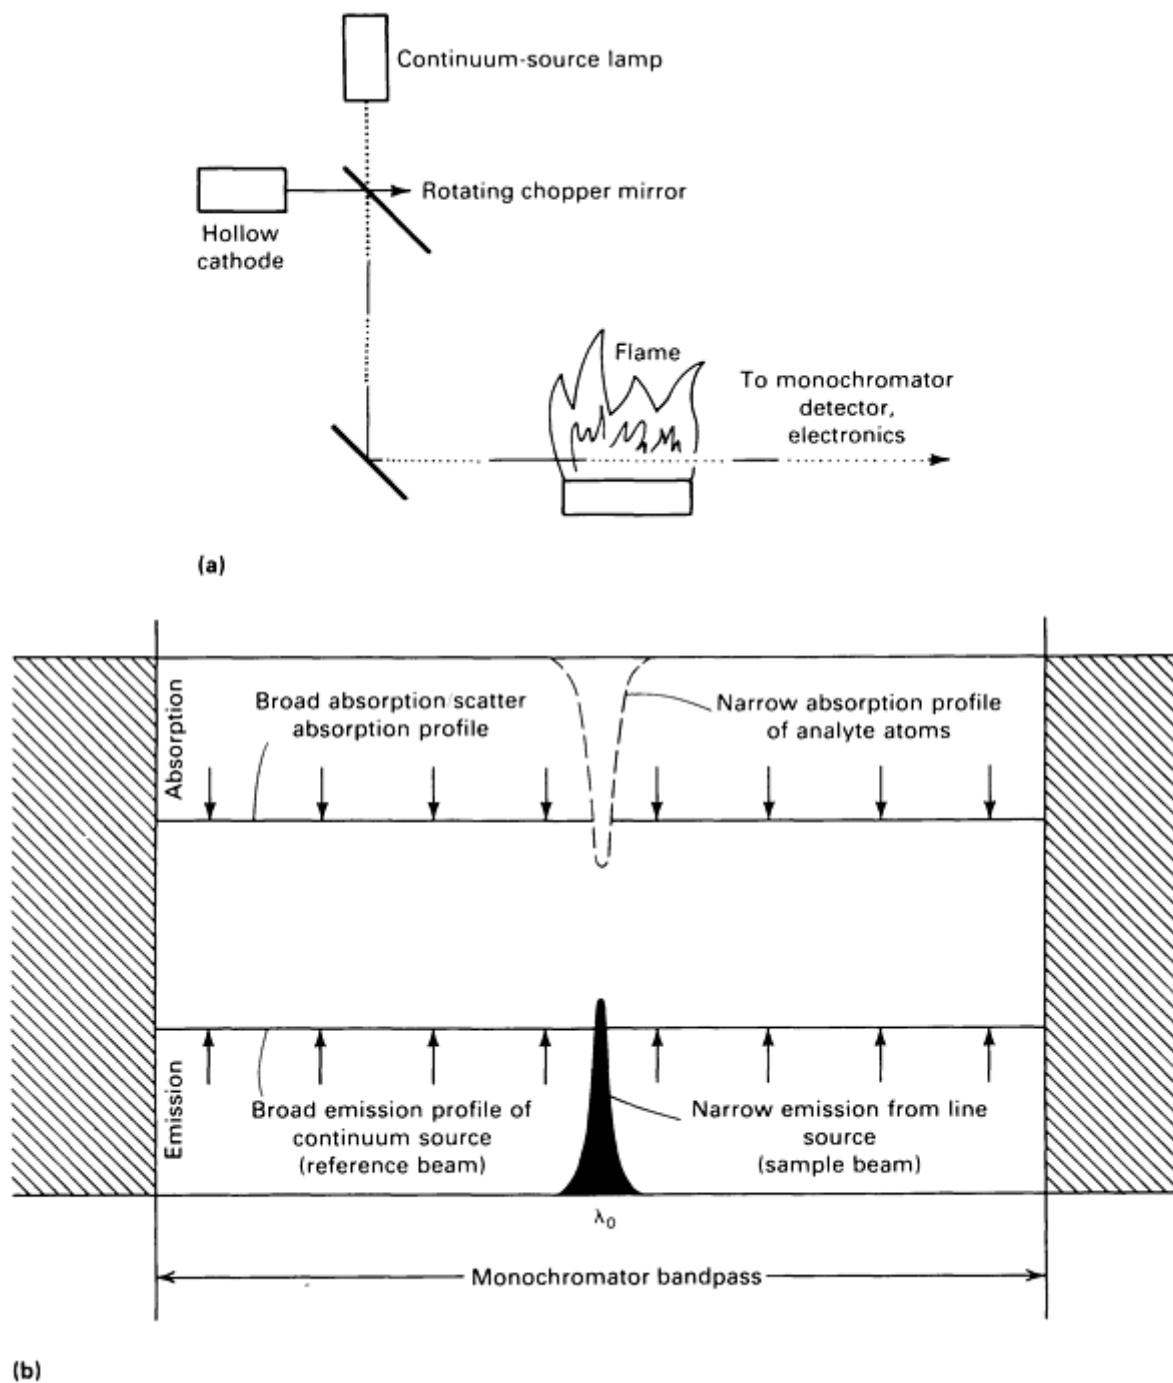 Continuum-source lamp
Rotating chopper mirror
Hollow
cathode
Flame
To monochromator
detector,
electronics
(a)
Absorption
Broad absorption/scatter
absorption profile
Narrow absorption profile
of analyte atoms
Emission
Broad emission profile of
continuum source
(reference beam)
Narrow emission from line
source
(sample beam)
λ0
Monochromator bandpass
(b)